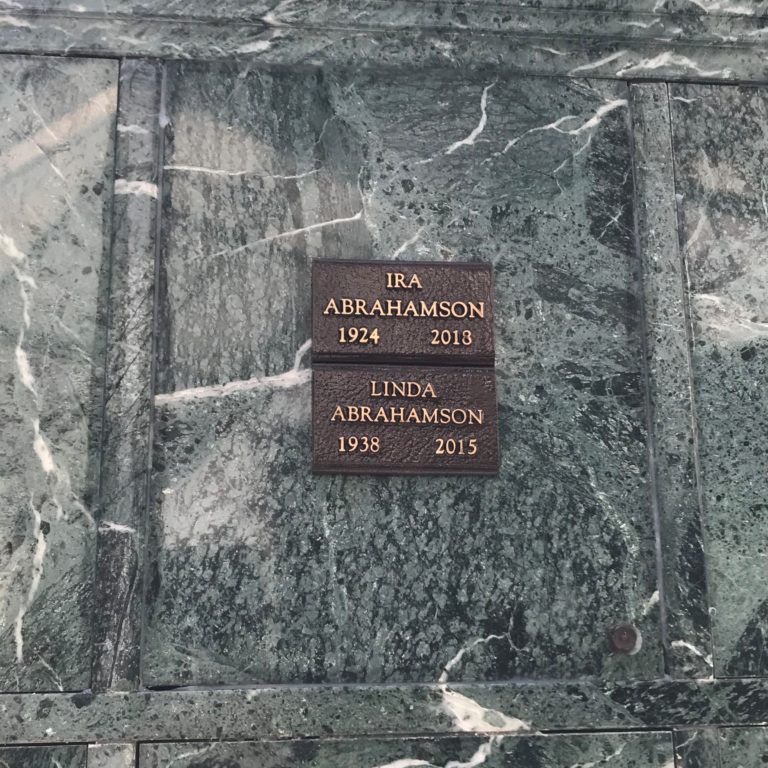 IRA
ABRAHAMSON
1924 2018
LINDA
ABRAHAMSON
1938 2015